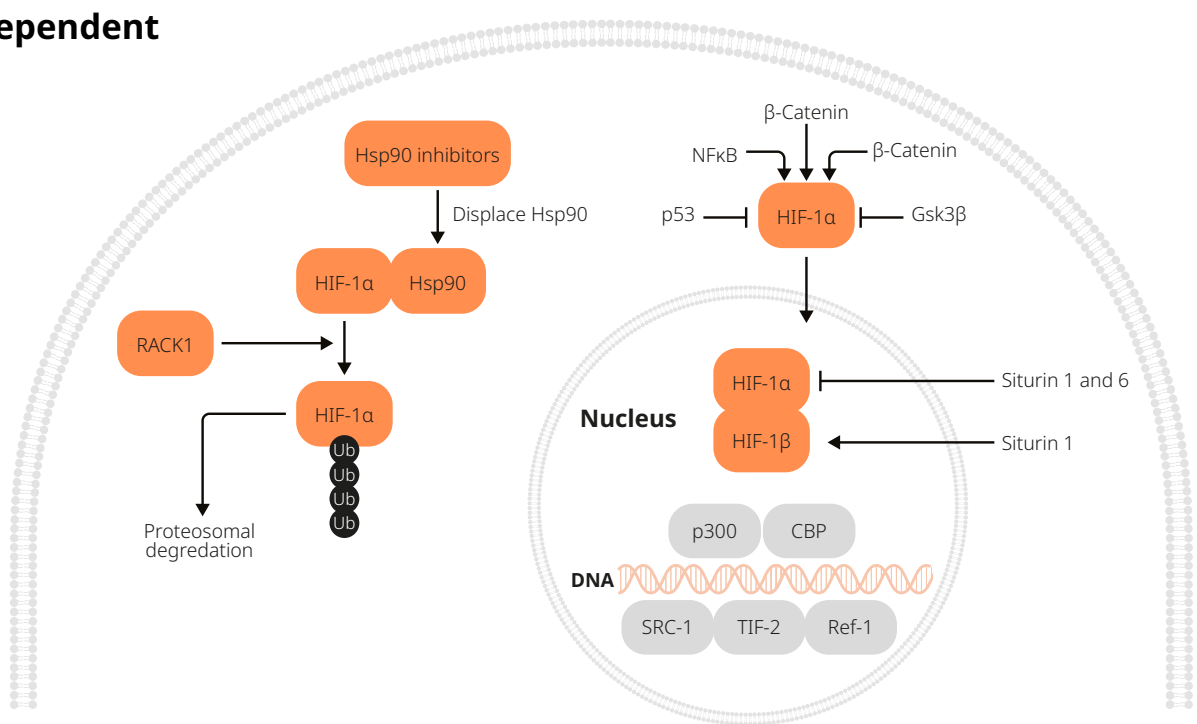 ependent
Hsp90 inhibitors
Displace Hsp90
HIF-1α
Hsp90
RACK1
HIF-1α
Ub
Ub
Ub
Ub
Proteosomal
degredation
β-Catenin
NFκB
β-Catenin
p53
HIF-1α
Gsk3β
Nucleus
HIF-1α
HIF-1β
Siturin 1 and 6
Siturin 1
p300
CBP
DNA
SRC-1
TIF-2
Ref-1